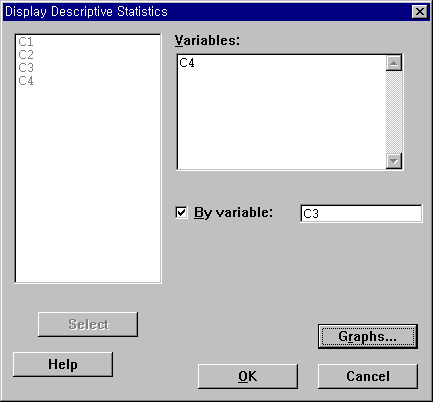 Display Descriptive Statistics
C1
C2
C3
C4
Variables:
C4
By variable:
C3
Select
Graphs...
Help
OK
Cancel